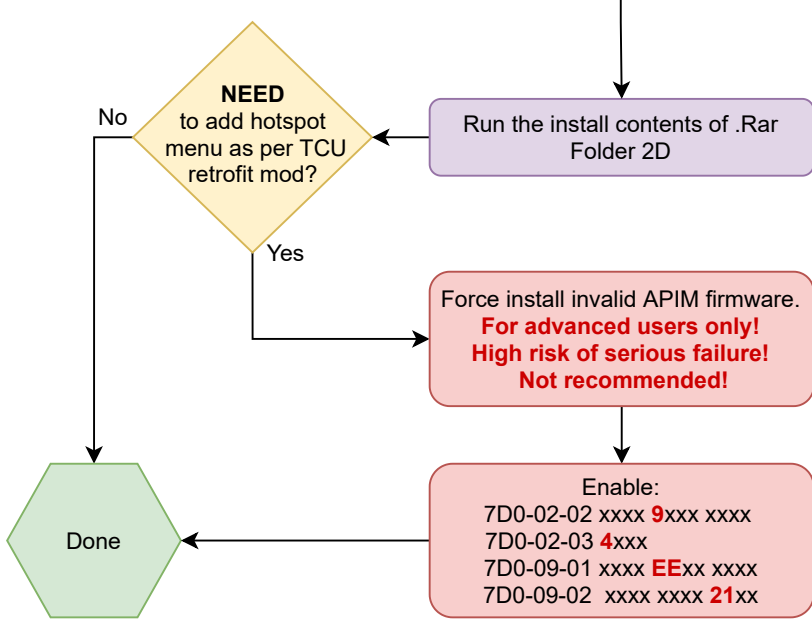 Run the install contents of .Rar
Folder 2D
NEED
to add hotspot
menu as per TCU
retrofit mod?
No
Yes
Force install invalid APIM firmware.
For advanced users only!
High risk of serious failure!
Not recommended!
Enable:
7D0-02-02 xxxx 9xxx xxxx
7D0-02-03 4xxx
7D0-09-01 xxxx EExx xxxx
7D0-09-02 xxxx xxxx 21xx
Done